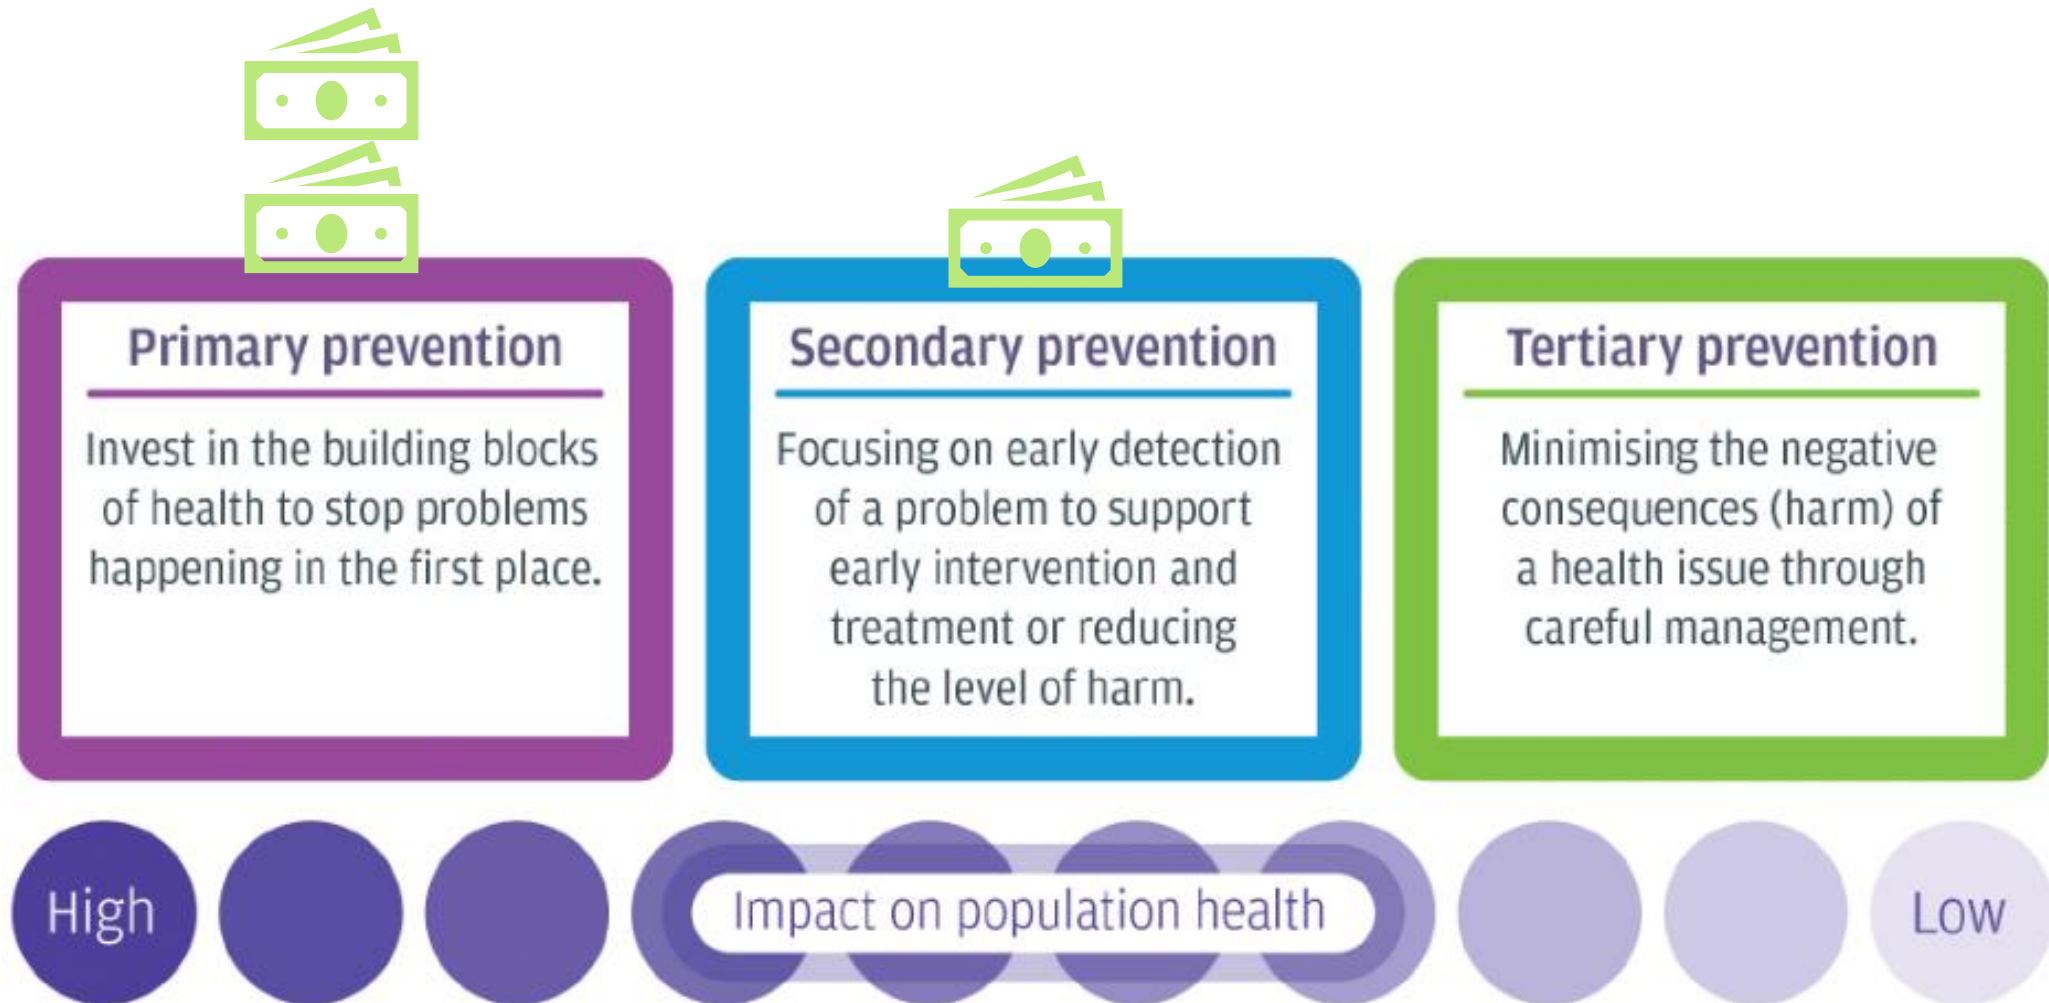 Primary prevention
Invest in the building blocks
of health to stop problems
happening in the first place.
Secondary prevention
Focusing on early detection
of a problem to support
early intervention and
treatment or reducing
the level of harm.
Tertiary prevention
Minimising the negative
consequences (harm) of
a health issue through
careful management.
High
Impact on population health
Low